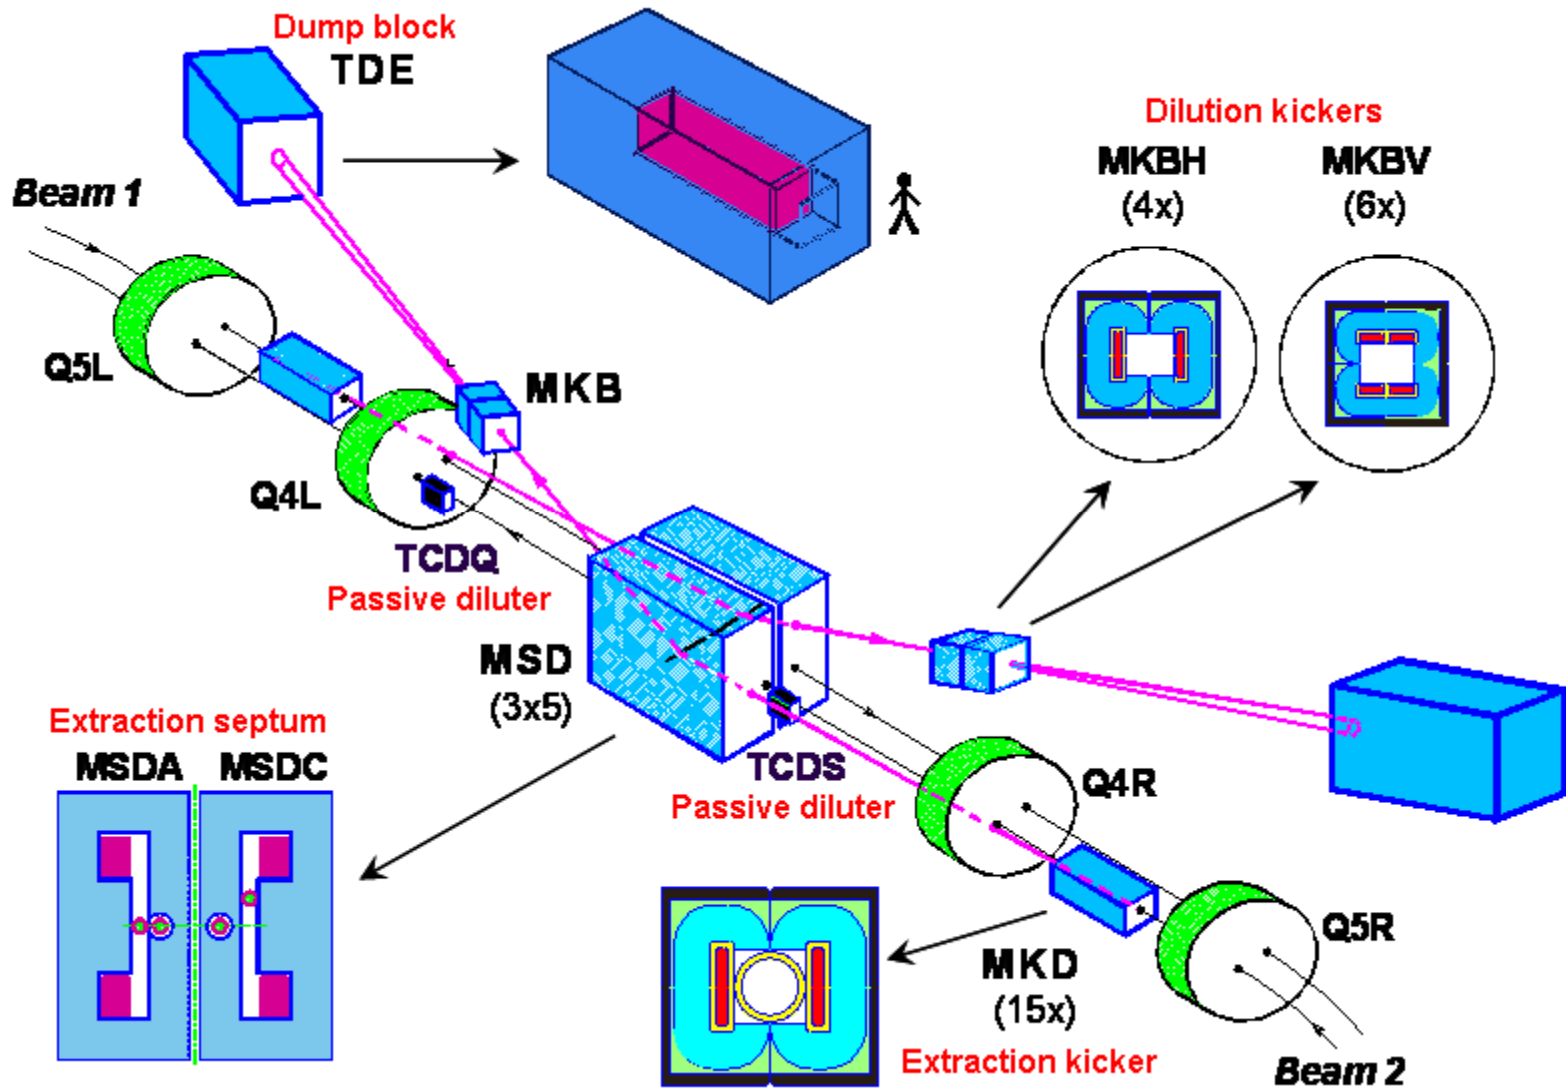 Dump block
TDE
Dilution kickers
MKBH
(4x)
MKBV
(6x)
Beam 1
Q5L
MKB
Q4L
TCDQ
Passive diluter
MSD
(3x5)
Extraction septum
MSDA
MSDC
TCDS
Passive diluter
Q4R
Q5R
MKD
(15x)
Extraction kicker
Beam 2